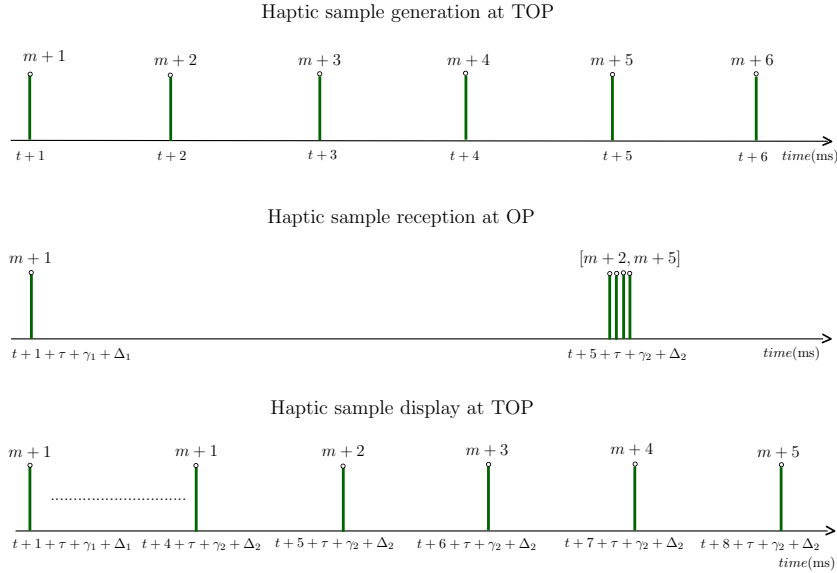 Haptic sample generation at TOP
m + 1 m + 2 m + 3 m + 4 m + 5 m + 6
t + 1 t + 2 t + 3 t + 4 t + 5 t + 6 time(ms)
Haptic sample reception at OP
m + 1 [m + 2, m + 5]
t + 1 + τ + γ₁ + Δ₁ t + 5 + τ + γ₂ + Δ₂ time(ms)
Haptic sample display at TOP
m + 1 m + 1 m + 2 m + 3 m + 4 m + 5
t + 1 + τ + γ₁ + Δ₁ t + 4 + τ + γ₂ + Δ₂ t + 5 + τ + γ₂ + Δ₂ t + 6 + τ + γ₂ + Δ₂ t + 7 + τ + γ₂ + Δ₂ t + 8 + τ + γ₂ + Δ₂
time(ms)